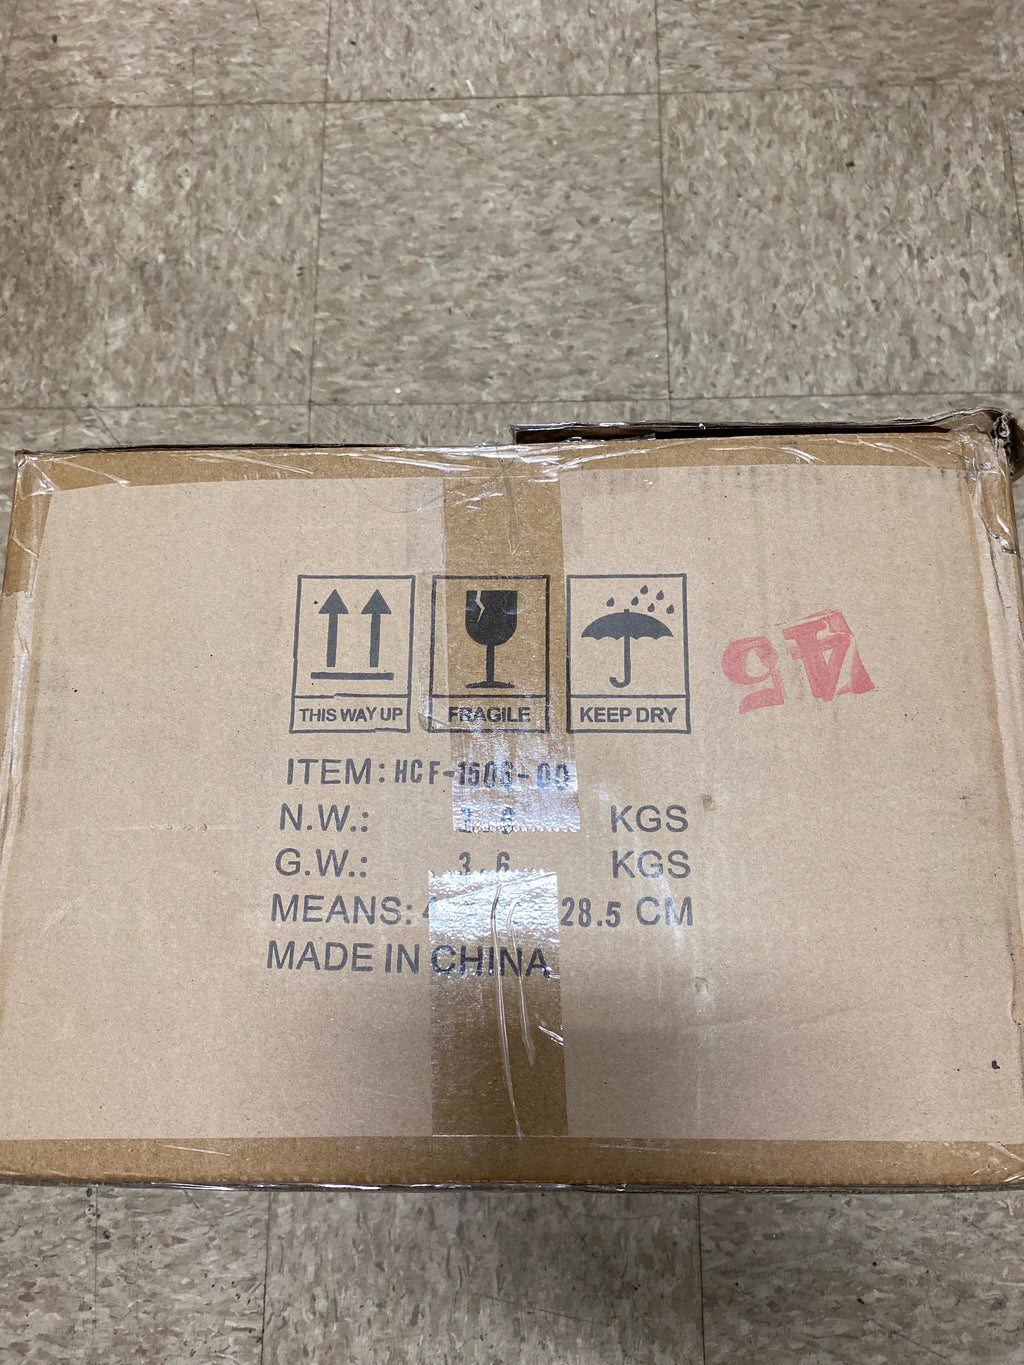 THIS WAY UP
FRAGILE
KEEP DRY
45
ITEM: HCF-1506-00
N.W.: KGS
G.W.: 3.6 KGS
MEANS: 28.5 CM
MADE IN CHINA